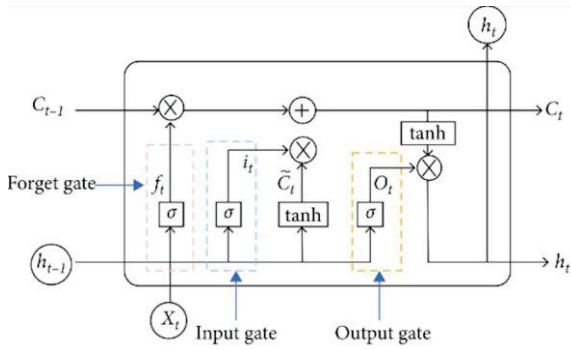 h_t
C_{t-1}
×
+
C_t
tanh
Forget gate
f_t
i_t
×
C̃_t
O_t
×
σ
σ
tanh
σ
h_{t-1}
h_t
X_t
Input gate
Output gate